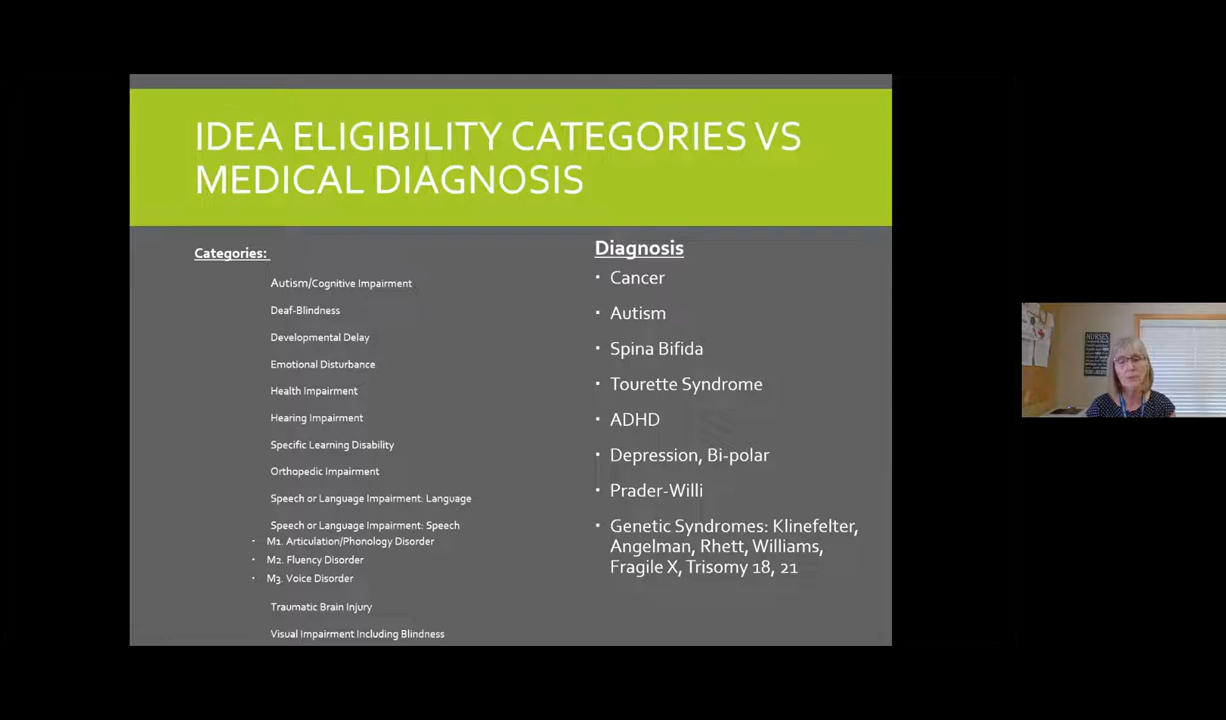 IDEA ELIGIBILITY CATEGORIES VS
MEDICAL DIAGNOSIS
Categories:
Autism/Cognitive Impairment
Deaf-Blindness
Developmental Delay
Emotional Disturbance
Health Impairment
Hearing Impairment
Specific Learning Disability
Orthopedic Impairment
Speech or Language Impairment: Language
Speech or Language Impairment: Speech
- M1. Articulation/Phonology Disorder
• M2. Fluency Disorder
• M3. Voice Disorder
Traumatic Brain Injury
Visual Impairment Including Blindness
Diagnosis
▪ Cancer
▪ Autism
▪ Spina Bifida
▪ Tourette Syndrome
▪ ADHD
▪ Depression, Bi-polar
▪ Prader-Willi
▪ Genetic Syndromes: Klinefelter,
Angelman, Rhett, Williams,
Fragile X, Trisomy 18, 21
NURSES